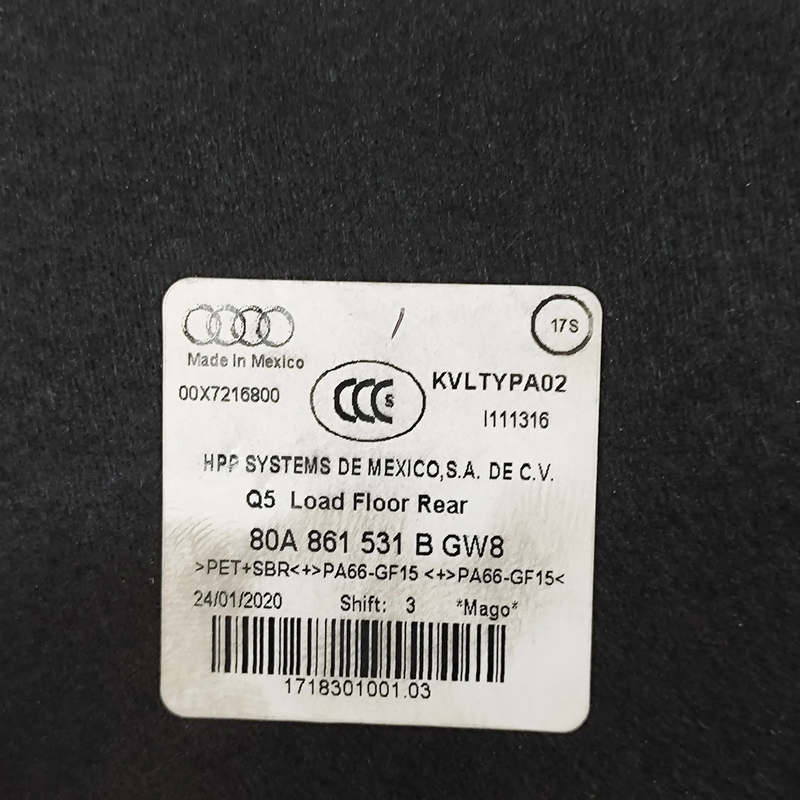 17S
Made in Mexico
00X7216800
CCC S
KVLTYPA02
I111316
HPP SYSTEMS DE MEXICO,S.A. DE C.V.
Q5 Load Floor Rear
80A 861 531 B GW8
>PET+SBR<+>PA66-GF15 <+>PA66-GF15<
24/01/2020 Shift: 3 *Mago*
1718301001.03